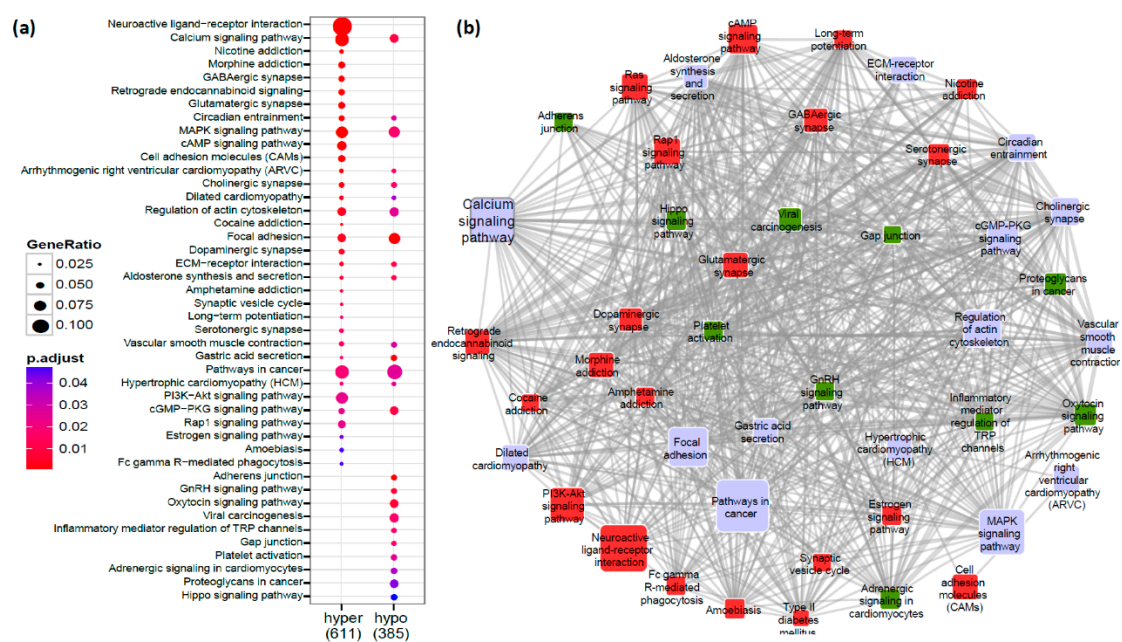 (a)
Neuroactive ligand−receptor interaction
Calcium signaling pathway
Nicotine addiction
Morphine addiction
GABAergic synapse
Retrograde endocannabinoid signaling
Glutamatergic synapse
Circadian entrainment
MAPK signaling pathway
cAMP signaling pathway
Cell adhesion molecules (CAMs)
Arrhythmogenic right ventricular cardiomyopathy (ARVC)
Cholinergic synapse
Dilated cardiomyopathy
Regulation of actin cytoskeleton
Cocaine addiction
Focal adhesion
Dopaminergic synapse
ECM−receptor interaction
Aldosterone synthesis and secretion
Amphetamine addiction
Synaptic vesicle cycle
Long−term potentiation
Serotonergic synapse
Vascular smooth muscle contraction
Gastric acid secretion
Pathways in cancer
Hypertrophic cardiomyopathy (HCM)
PI3K−Akt signaling pathway
cGMP−PKG signaling pathway
Rap1 signaling pathway
Estrogen signaling pathway
Amoebiasis
Fc gamma R−mediated phagocytosis
Adherens junction
GnRH signaling pathway
Oxytocin signaling pathway
Viral carcinogenesis
Inflammatory mediator regulation of TRP channels
Gap junction
Platelet activation
Adrenergic signaling in cardiomyocytes
Proteoglycans in cancer
Hippo signaling pathway
hyper
(611)
hypo
(385)
GeneRatio
0.025
0.050
0.075
0.100
p.adjust
0.04
0.03
0.02
0.01
(b)
cAMP
signaling
pathway
Long-term
potentiation
Aldosterone
synthesis
and
secretion
ECM-receptor
interaction
Ras
signaling
pathway
Nicotine
addiction
Adherens
junction
GABAergic
synapse
Rap1
signaling
pathway
Serotonergic
synapse
Circadian
entrainment
Calcium
signaling
pathway
Hippo
signaling
pathway
Viral
carcinogenesis
Gap junction
Cholinergic
synapse
cGMP-PKG
signaling
pathway
Glutamatergic
synapse
Proteoglycans
in cancer
Dopaminergic
synapse
Platelet
activation
Regulation
of actin
cytoskeleton
Vascular
smooth
muscle
contraction
Retrograde
endocannabinoid
signaling
Morphine
addiction
GnRH
signaling
pathway
Cocaine
addiction
Amphetamine
addiction
Inflammatory
mediator
regulation of
TRP channels
Oxytocin
signaling
pathway
Gastric acid
secretion
Dilated
cardiomyopathy
Focal
adhesion
Hypertrophic
cardiomyopathy
(HCM)
Arrhythmogenic
right
ventricular
cardiomyopathy
(ARVC)
PI3K-Akt
signaling
pathway
Pathways in
cancer
Estrogen
signaling
pathway
MAPK
signaling
pathway
Neuroactive
ligand-receptor
interaction
Synaptic
vesicle cycle
Fc gamma
R-mediated
phagocytosis
Amoebiasis
Type II
diabetes
mellitus
Adrenergic
signaling in
cardiomyocytes
Cell
adhesion
molecules
(CAMs)